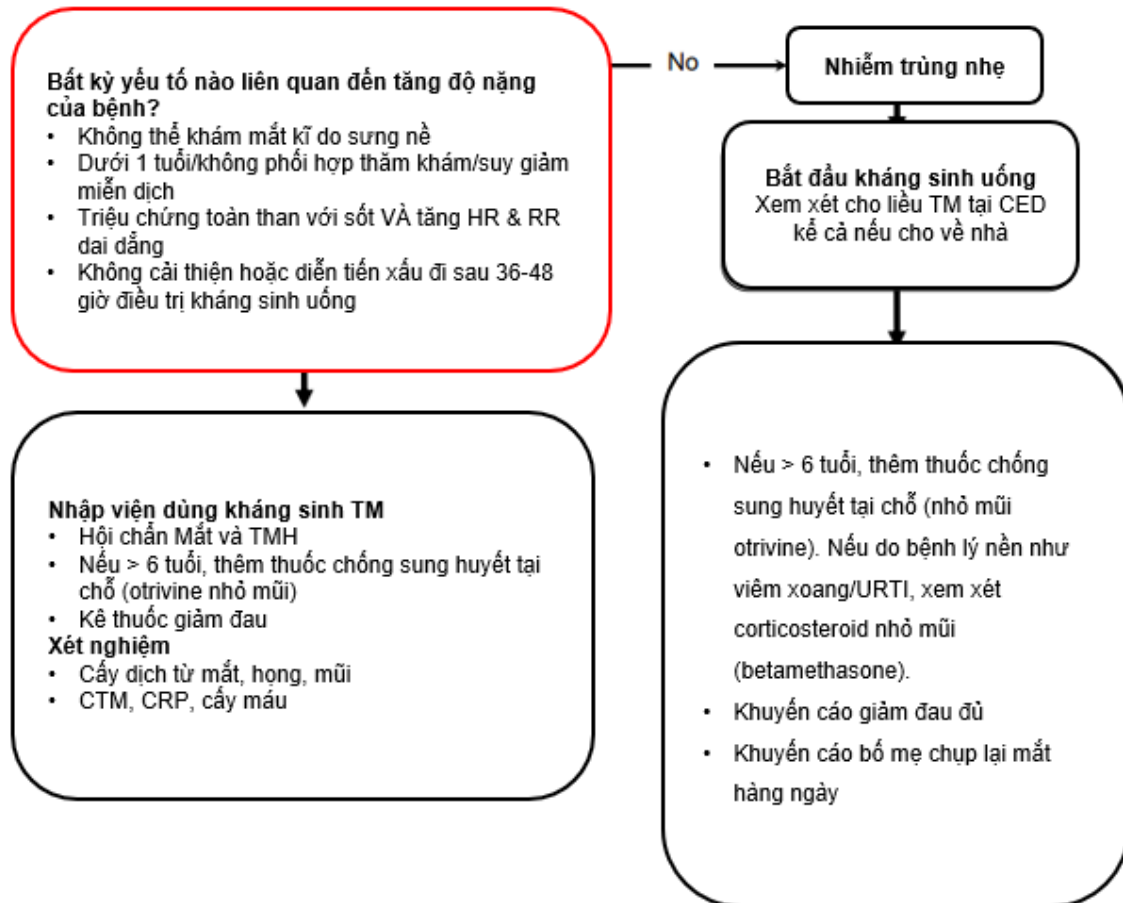 Bất kỳ yếu tố nào liên quan đến tăng độ nặng
của bệnh?
• Không thể khám mắt kĩ do sưng nề
• Dưới 1 tuổi/không phối hợp thăm khám/suy giảm
miễn dịch
• Triệu chứng toàn than với sốt VÀ tăng HR & RR
dai dẳng
• Không cải thiện hoặc diễn tiến xấu đi sau 36-48
giờ điều trị kháng sinh uống
No
Nhiễm trùng nhẹ
Bắt đầu kháng sinh uống
Xem xét cho liều TM tại CED
kể cả nếu cho về nhà
Nhập viện dùng kháng sinh TM
• Hội chẩn Mắt và TMH
• Nếu > 6 tuổi, thêm thuốc chống sung huyết tại
chỗ (otrivine nhỏ mũi)
• Kê thuốc giảm đau
Xét nghiệm
• Cấy dịch từ mắt, họng, mũi
• CTM, CRP, cấy máu
• Nếu > 6 tuổi, thêm thuốc chống
sung huyết tại chỗ (nhỏ mũi
otrivine). Nếu do bệnh lý nền như
viêm xoang/URTI, xem xét
corticosteroid nhỏ mũi
(betamethasone).
• Khuyến cáo giảm đau đủ
• Khuyến cáo bố mẹ chụp lại mắt
hàng ngày